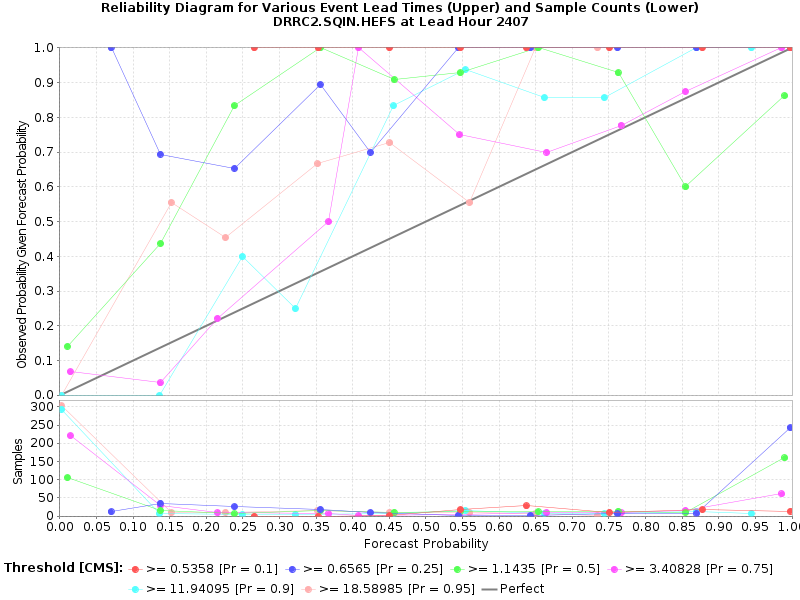 Reliability Diagram for Various Event Lead Times (Upper) and Sample Counts (Lower)
DRRC2.SQIN.HEFS at Lead Hour 2407
Observed Probability Given Forecast Probability
1.0
0.9
0.8
0.7
0.6
0.5
0.4
0.3
0.2
0.1
0.0
Samples
300
250
200
150
100
50
0
0.00 0.05 0.10 0.15 0.20 0.25 0.30 0.35 0.40 0.45 0.50 0.55 0.60 0.65 0.70 0.75 0.80 0.85 0.90 0.95 1.0
Forecast Probability
Threshold [CMS]: >= 0.5358 [Pr = 0.1] >= 0.6565 [Pr = 0.25] >= 1.1435 [Pr = 0.5] >= 3.40828 [Pr = 0.75]
>= 11.94095 [Pr = 0.9] >= 18.58985 [Pr = 0.95] Perfect